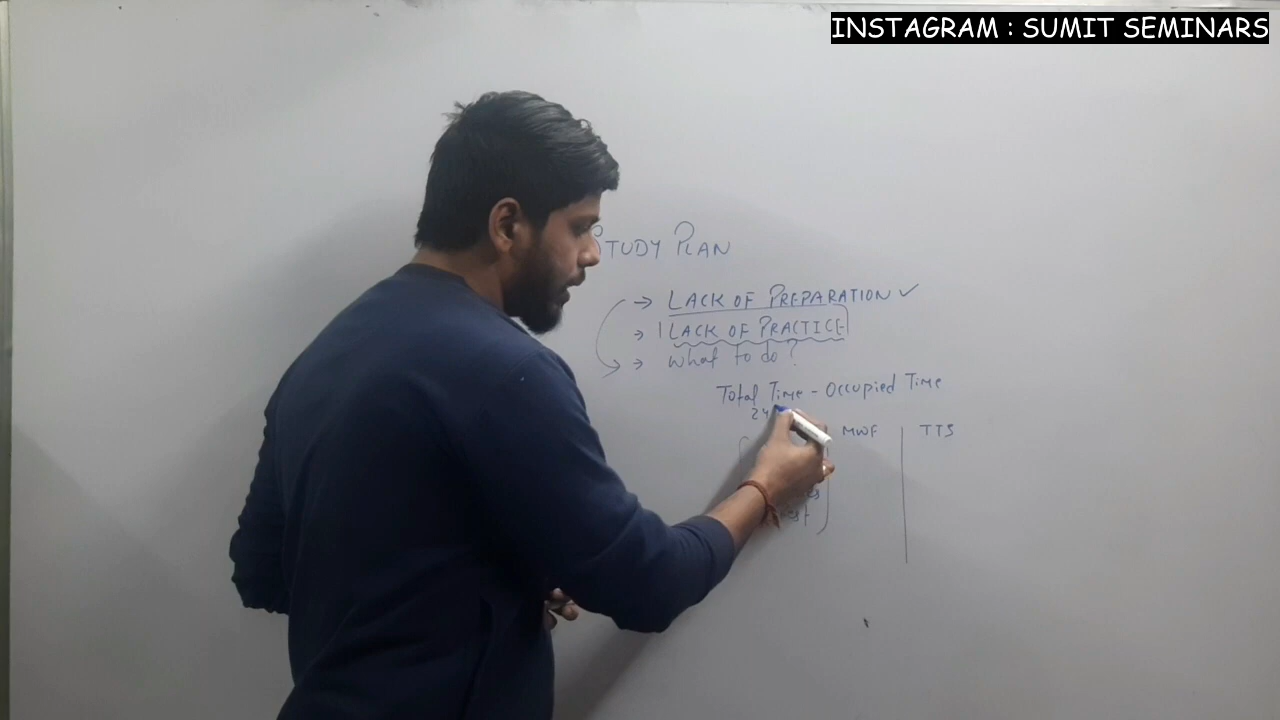 INSTAGRAM : SUMIT SEMINARS
STUDY PLAN
→ LACK OF PREPARATION ✓
→ LACK OF PRACTICE
→ What to do?
Total Time - Occupied Time
24
MWF
TTS